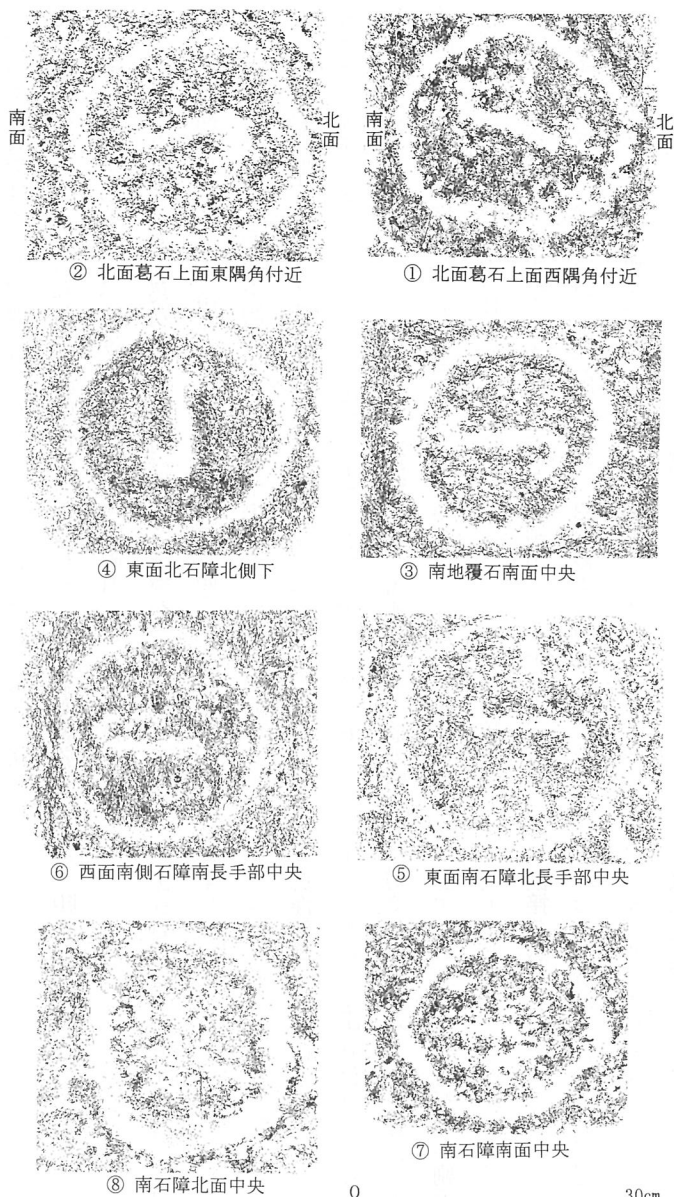 南面
北面
① 北面葛石上面西隅角付近
南面
北面
② 北面葛石上面東隅角付近
③ 南地覆石南面中央
④ 東面北石障北側下
⑤ 東面南石障北長手部中央
⑥ 西面南側石障南長手部中央
⑦ 南石障南面中央
⑧ 南石障北面中央
0
30cm